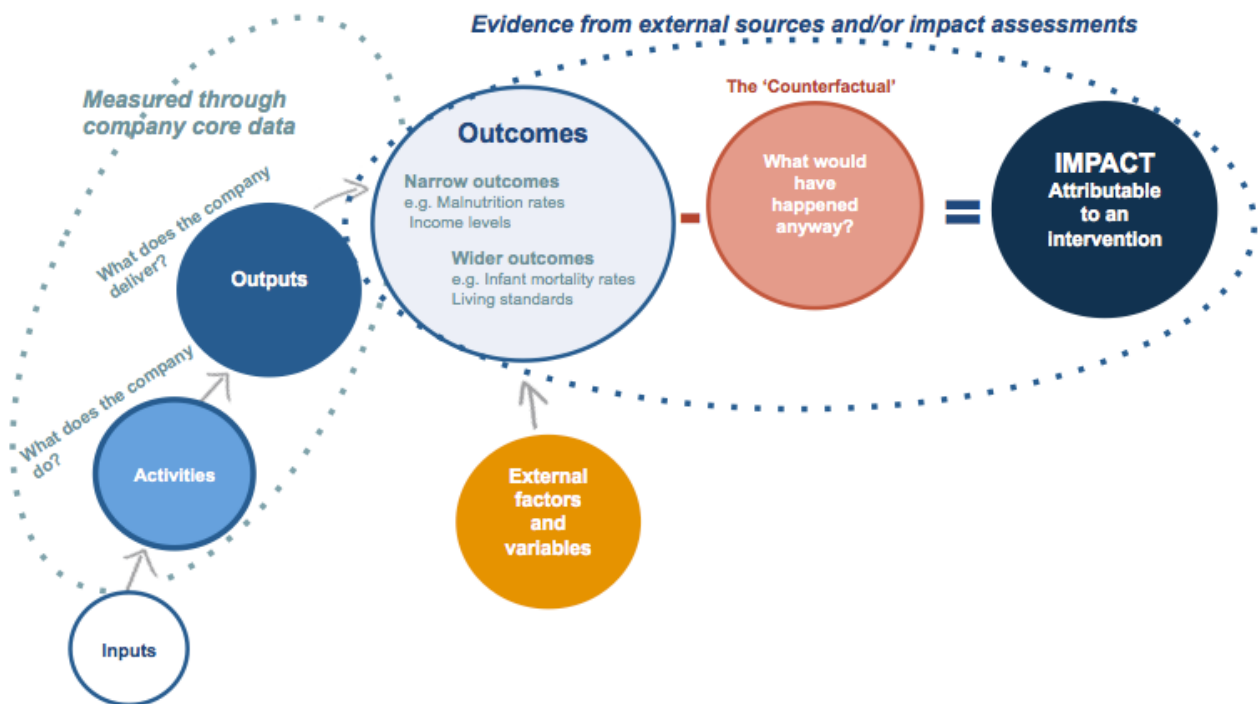 Evidence from external sources and/or impact assessments
Measured through
company core data
The ‘Counterfactual’
Outcomes
Narrow outcomes
e.g. Malnutrition rates
Income levels
Wider outcomes
e.g. Infant mortality rates
Living standards
-
What would
have
happened
anyway?
=
IMPACT
Attributable
to an
intervention
What does the company
deliver?
Outputs
What does the company
do?
Activities
External
factors
and
variables
Inputs